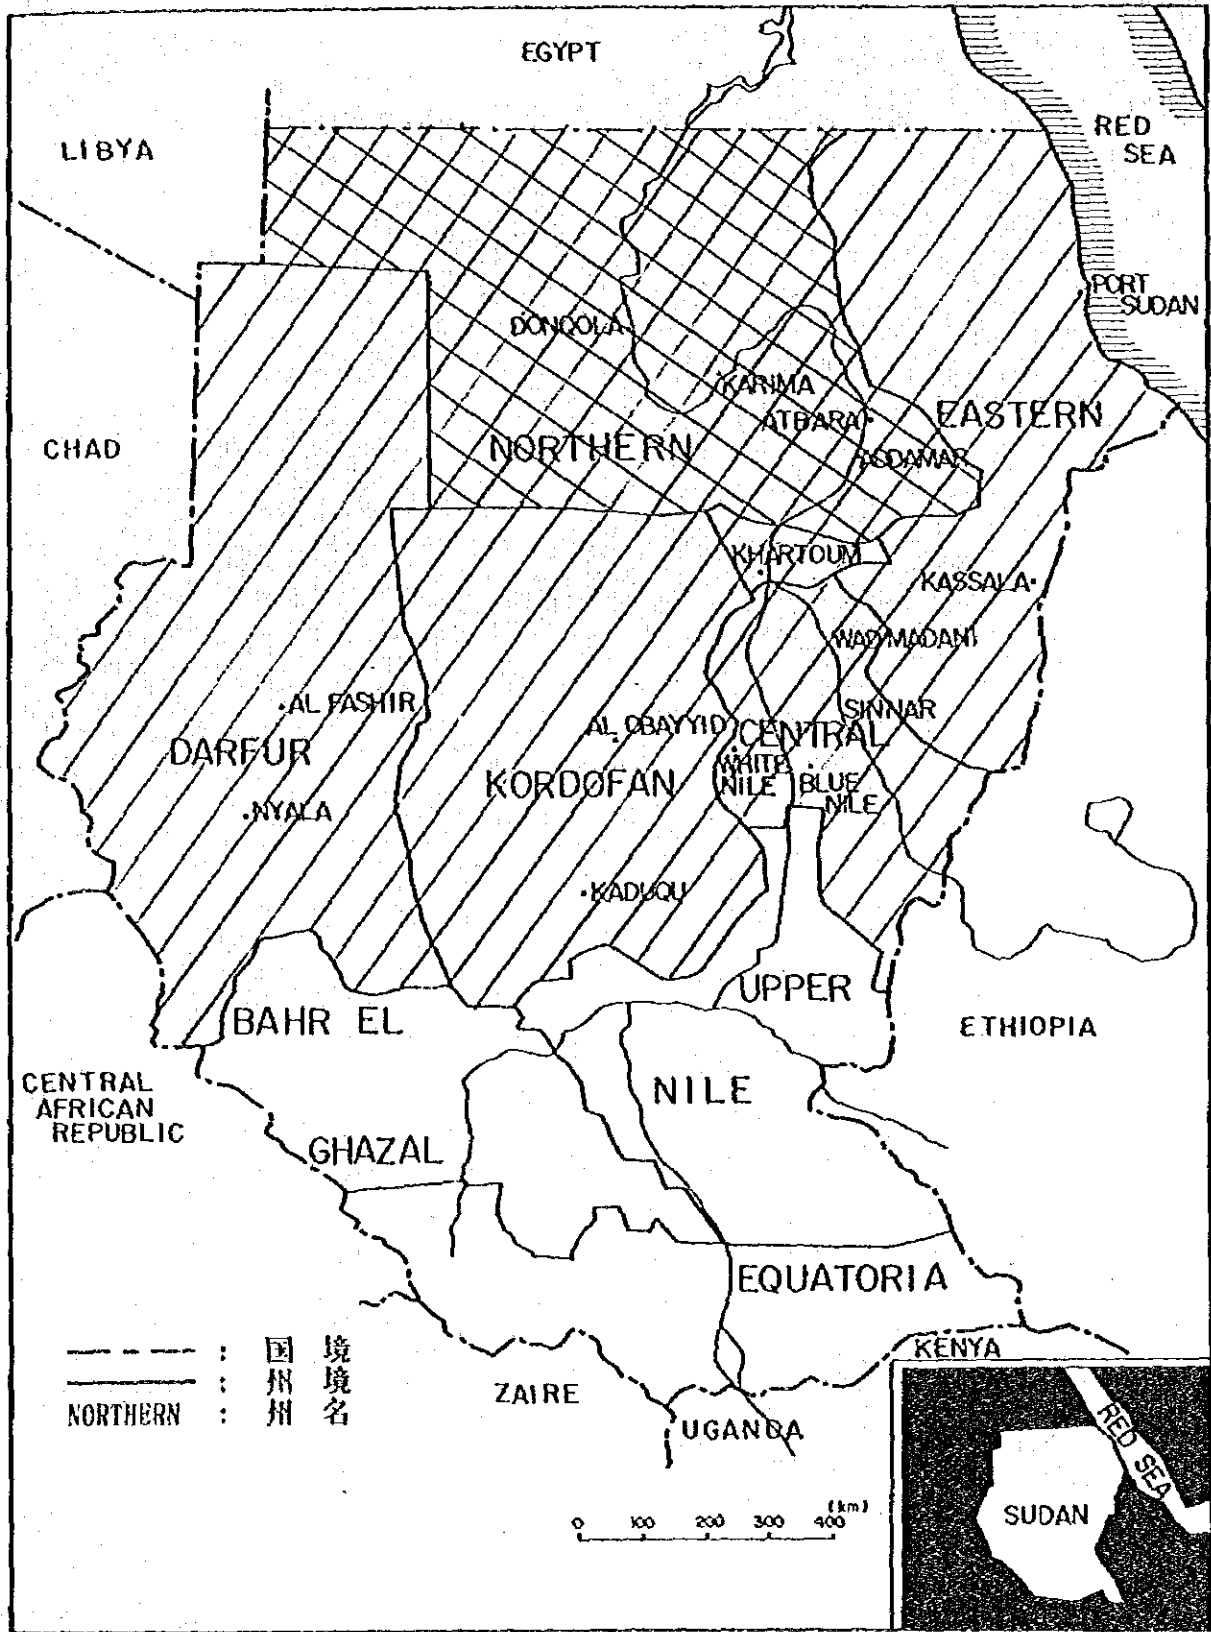 EGYPT
LIBYA
RED
SEA
PORT
SUDAN
DONQOLA
KARIMA
ATBARA
EASTERN
CHAD
NORTHERN
ADDAMAR
KHARTOUM
KASSALA
WAD MADANI
AL FASHIR
SINNAR
AL OBAYYID
CENTRAL
DARFUR
WHITE
NILE
BLUE
NILE
KORDOFAN
NYALA
KADUQU
UPPER
BAHR EL
ETHIOPIA
CENTRAL
AFRICAN
REPUBLIC
NILE
GHAZAL
EQUATORIA
KENYA
: 国境
: 州境
NORTHERN : 州名
ZAIRE
UGANDA
(km)
0 100 200 300 400
RED SEA
SUDAN